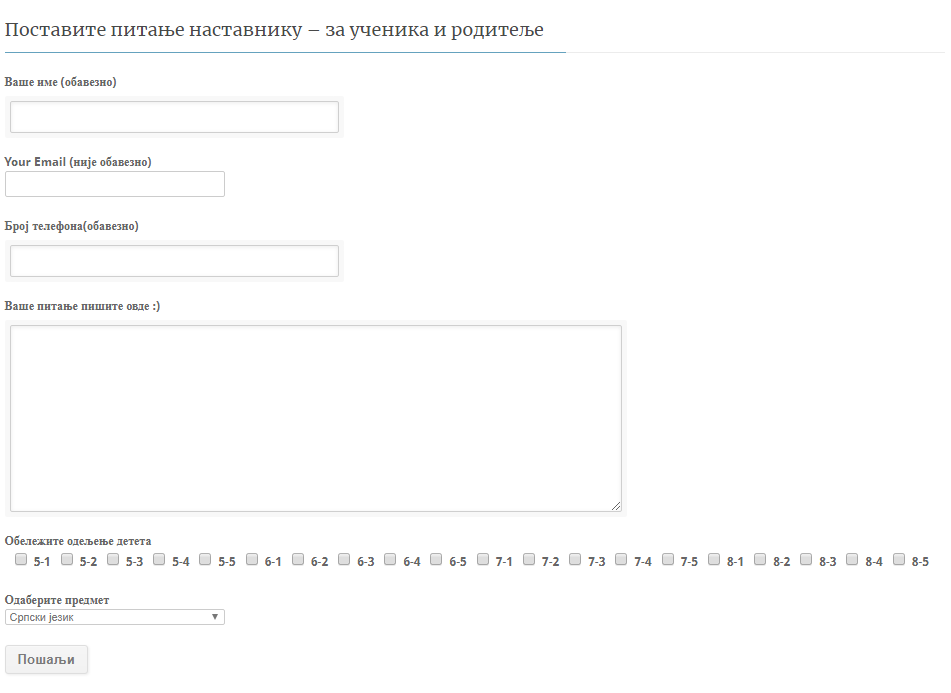 Поставите питање наставнику – за ученика и родитеље
Ваше име (обавезно)
Your Email (није обавезно)
Број телефона(обавезно)
Ваше питање пишите овде :)
Обележите одељење детета
5-1 5-2 5-3 5-4 5-5 6-1 6-2 6-3 6-4 6-5 7-1 7-2 7-3 7-4 7-5 8-1 8-2 8-3 8-4 8-5
Одаберите предмет
Српски језик
Пошаљи